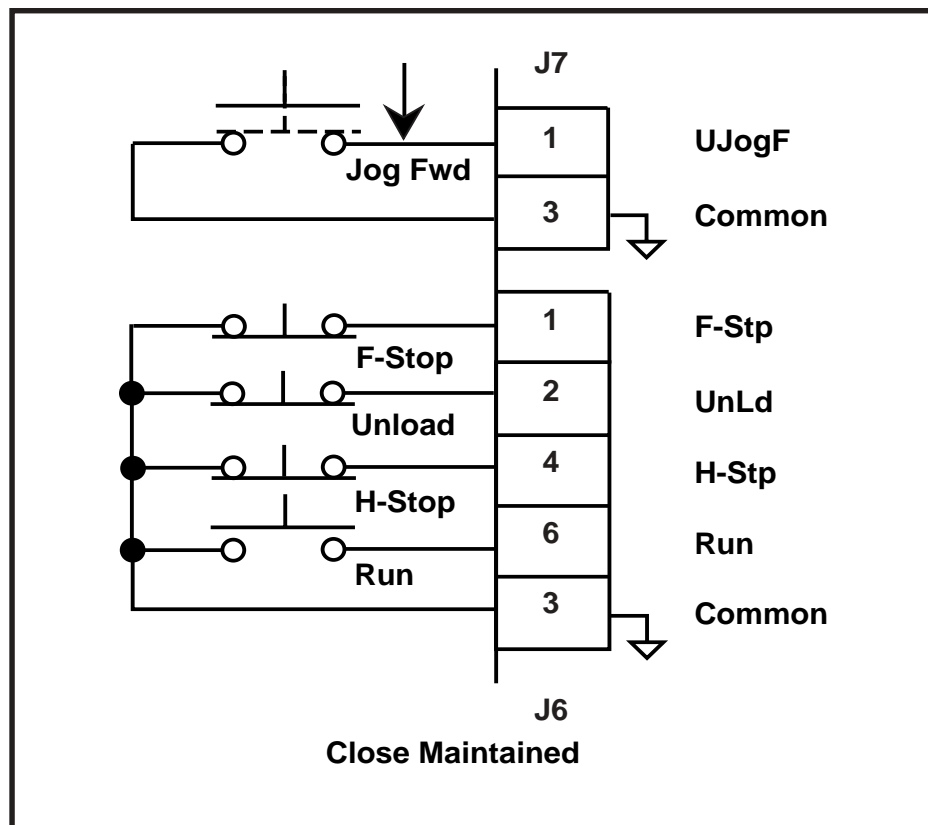 J7
1 UJogF
Jog Fwd
3 Common
1 F-Stp
F-Stop
2 UnLd
Unload
4 H-Stp
H-Stop
6 Run
Run
3 Common
J6
Close Maintained